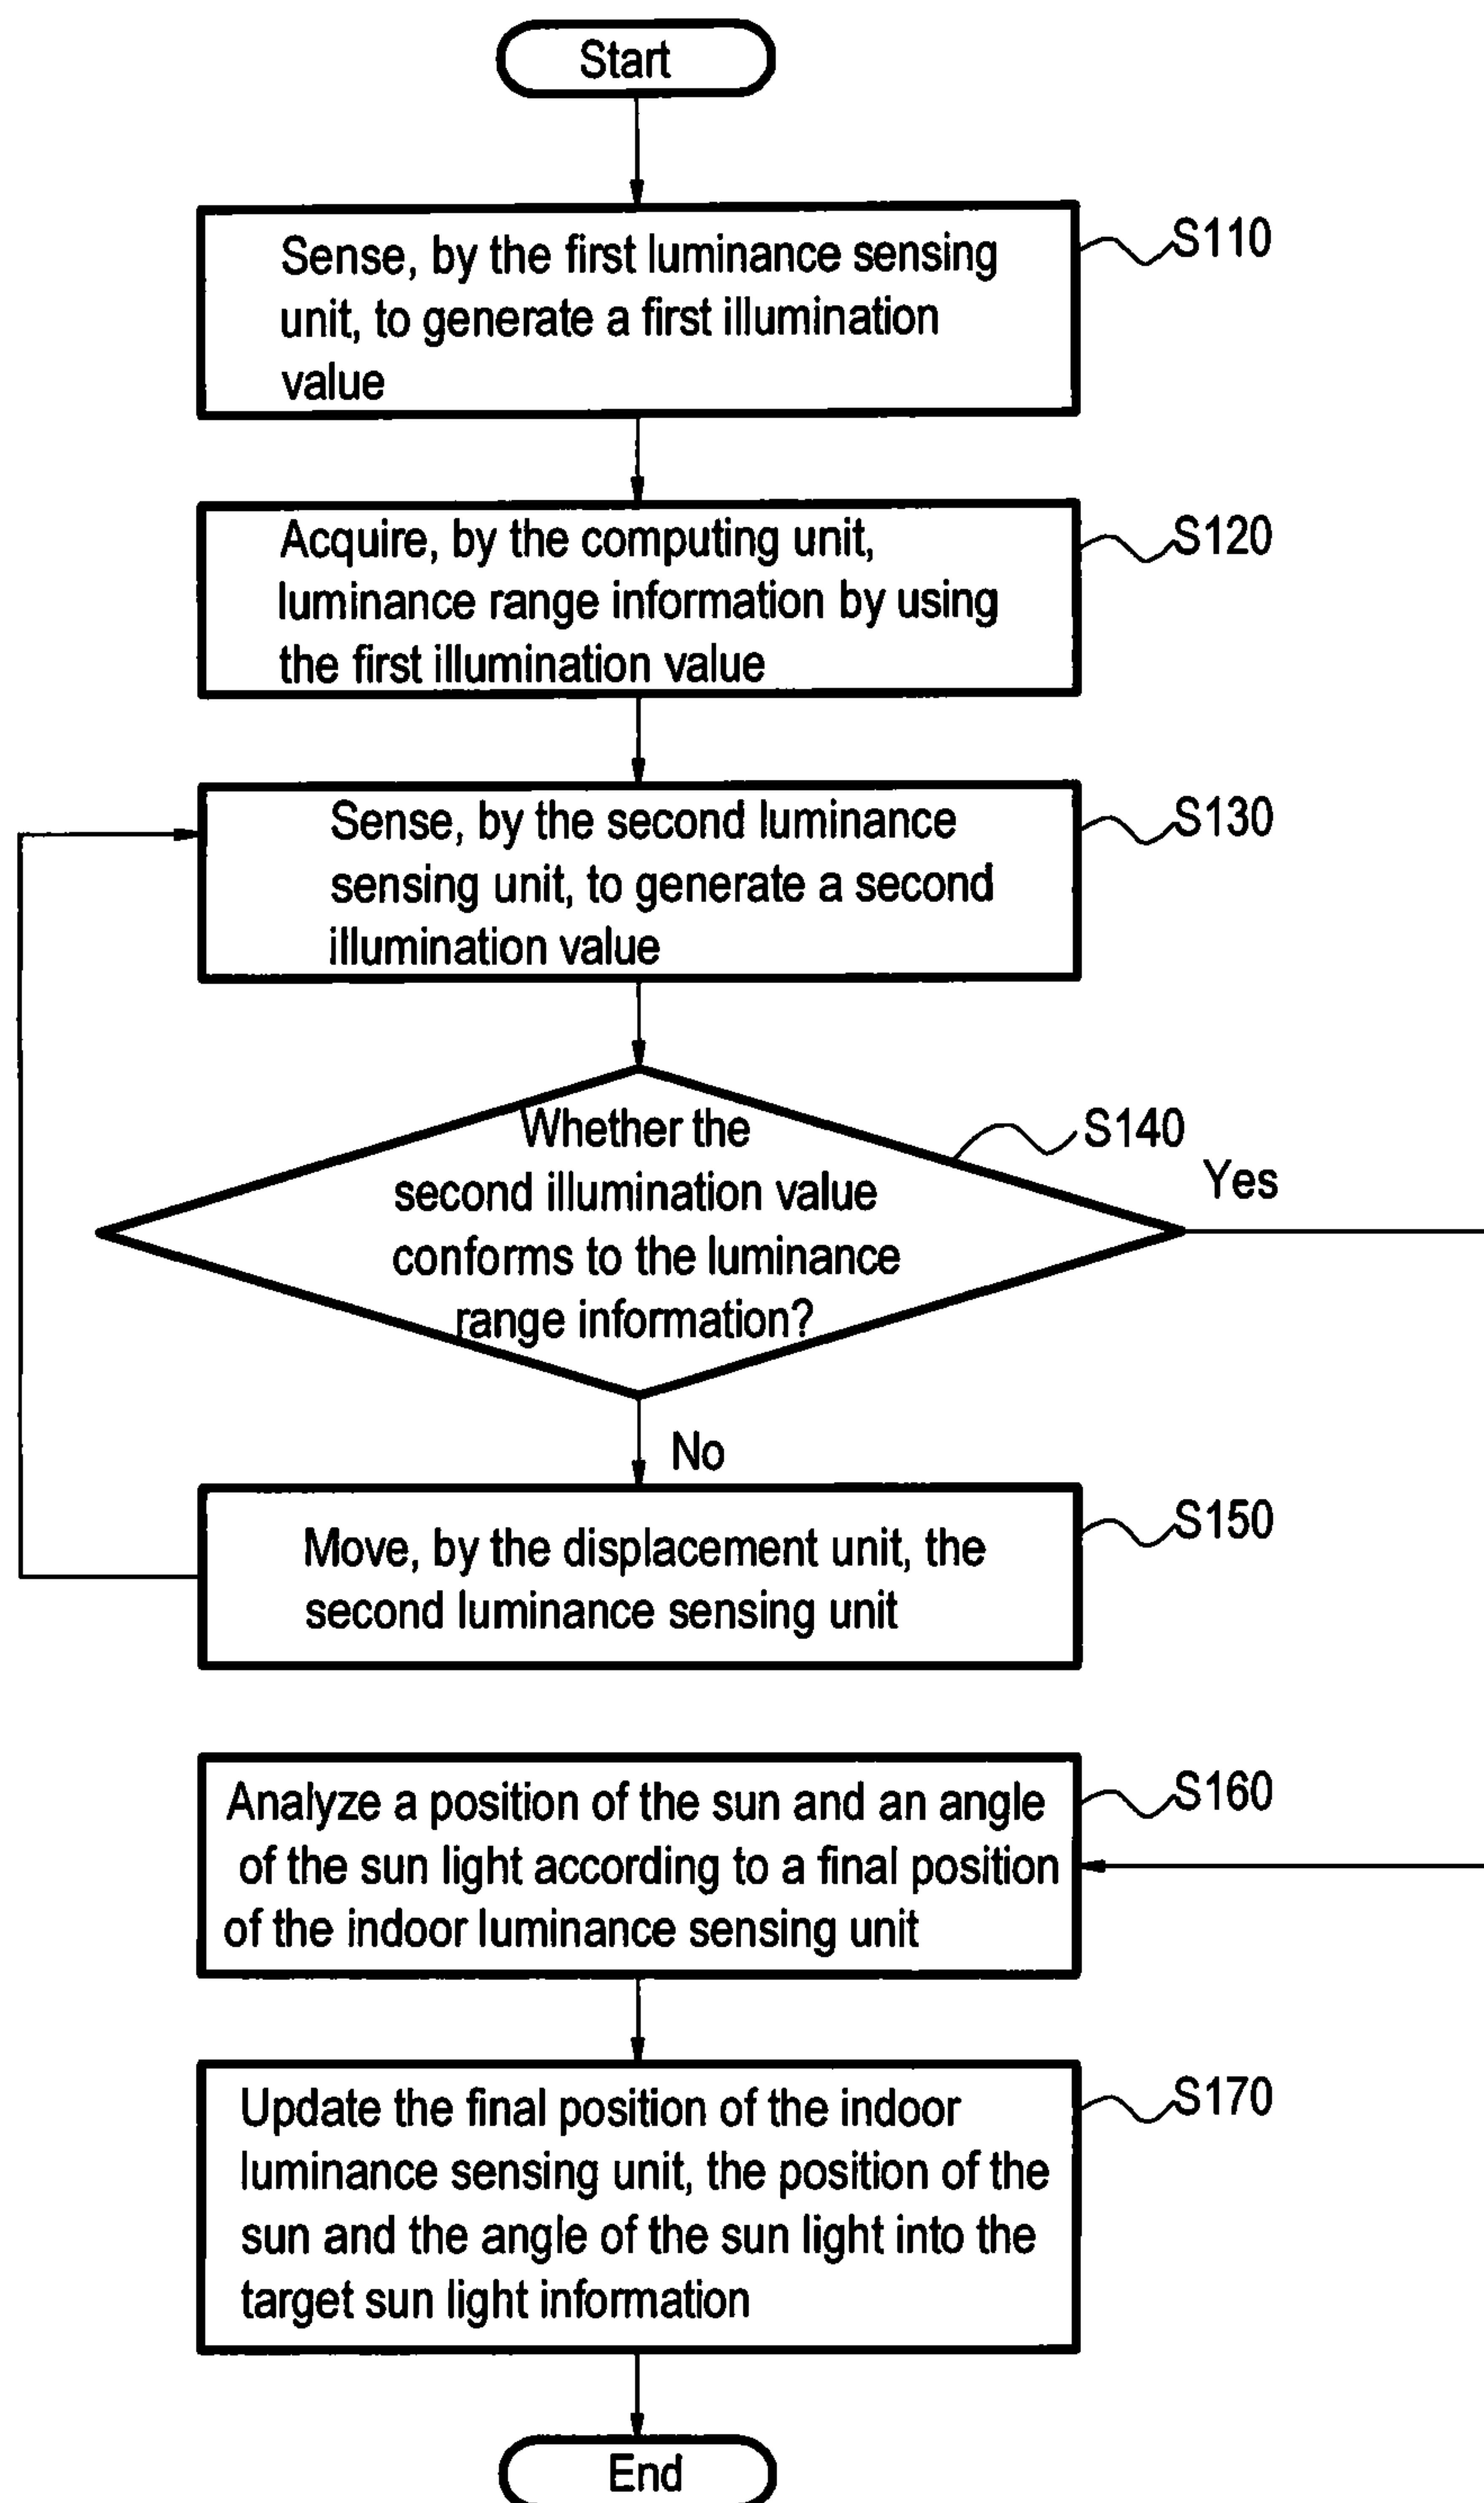 Start
Sense, by the first luminance sensing
unit, to generate a first illumination
value
S110
Acquire, by the computing unit,
luminance range information by using
the first illumination value
S120
Sense, by the second luminance
sensing unit, to generate a second
illumination value
S130
Whether the
second illumination value
conforms to the luminance
range information?
S140
Yes
No
Move, by the displacement unit, the
second luminance sensing unit
S150
Analyze a position of the sun and an angle
of the sun light according to a final position
of the indoor luminance sensing unit
S160
Update the final position of the indoor
luminance sensing unit, the position of the
sun and the angle of the sun light into the
target sun light information
S170
End